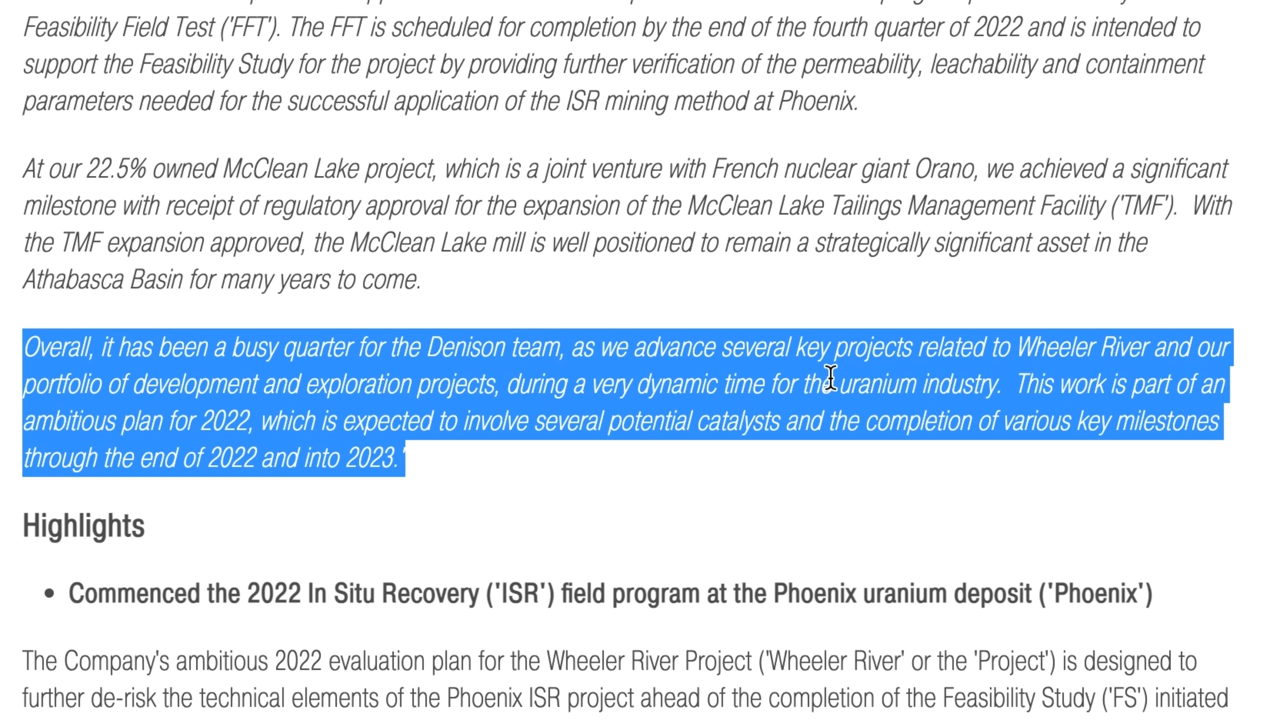 Feasibility Field Test ('FFT'). The FFT is scheduled for completion by the end of the fourth quarter of 2022 and is intended to
support the Feasibility Study for the project by providing further verification of the permeability, leachability and containment
parameters needed for the successful application of the ISR mining method at Phoenix.
At our 22.5% owned McClean Lake project, which is a joint venture with French nuclear giant Orano, we achieved a significant
milestone with receipt of regulatory approval for the expansion of the McClean Lake Tailings Management Facility ('TMF').  With
the TMF expansion approved, the McClean Lake mill is well positioned to remain a strategically significant asset in the
Athabasca Basin for many years to come.
Overall, it has been a busy quarter for the Denison team, as we advance several key projects related to Wheeler River and our
portfolio of development and exploration projects, during a very dynamic time for the uranium industry.  This work is part of an
ambitious plan for 2022, which is expected to involve several potential catalysts and the completion of various key milestones
through the end of 2022 and into 2023.'
Highlights
• Commenced the 2022 In Situ Recovery ('ISR') field program at the Phoenix uranium deposit ('Phoenix')
The Company's ambitious 2022 evaluation plan for the Wheeler River Project ('Wheeler River' or the 'Project') is designed to
further de-risk the technical elements of the Phoenix ISR project ahead of the completion of the Feasibility Study ('FS') initiated